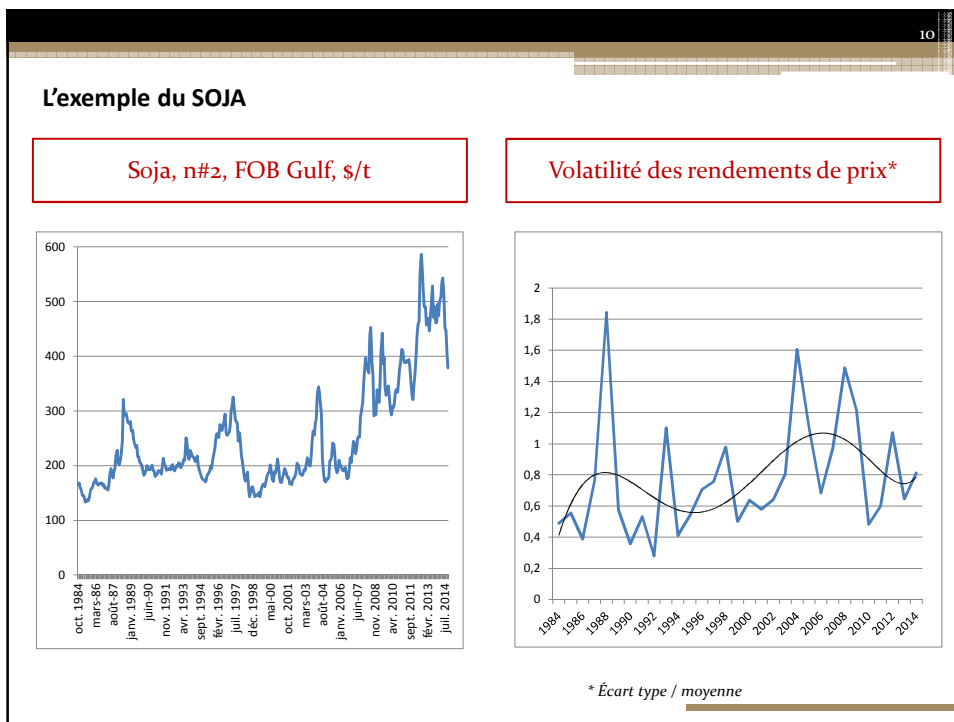 10
L'exemple du SOJA
Soja, n#2, FOB Gulf, $/t
Volatilité des rendements de prix*
600
500
400
300
200
100
0
oct. 1984
mars-86
août-87
janv. 1989
juin-90
nov. 1991
avr. 1993
sept. 1994
févr. 1996
juil. 1997
déc. 1998
mai-00
oct. 2001
mars-03
août-04
janv. 2006
juin-07
nov. 2008
avr. 2010
sept. 2011
févr. 2013
juil. 2014
2
1,8
1,6
1,4
1,2
1
0,8
0,6
0,4
0,2
0
1984
1986
1988
1990
1992
1994
1996
1998
2000
2002
2004
2006
2008
2010
2012
2014
* Écart type / moyenne